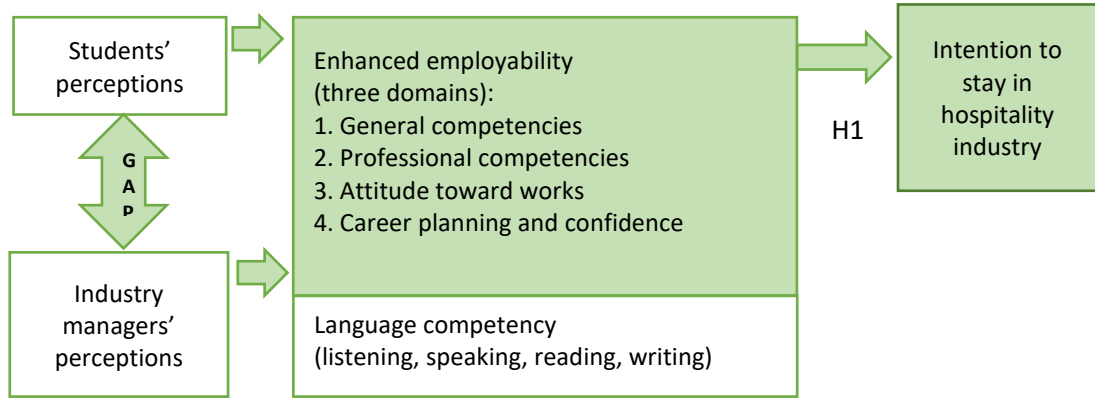 Students’
perceptions
G
A
P
Industry
managers’
perceptions
Enhanced employability
(three domains):
1. General competencies
2. Professional competencies
3. Attitude toward works
4. Career planning and confidence
Language competency
(listening, speaking, reading, writing)
H1
Intention to
stay in
hospitality
industry